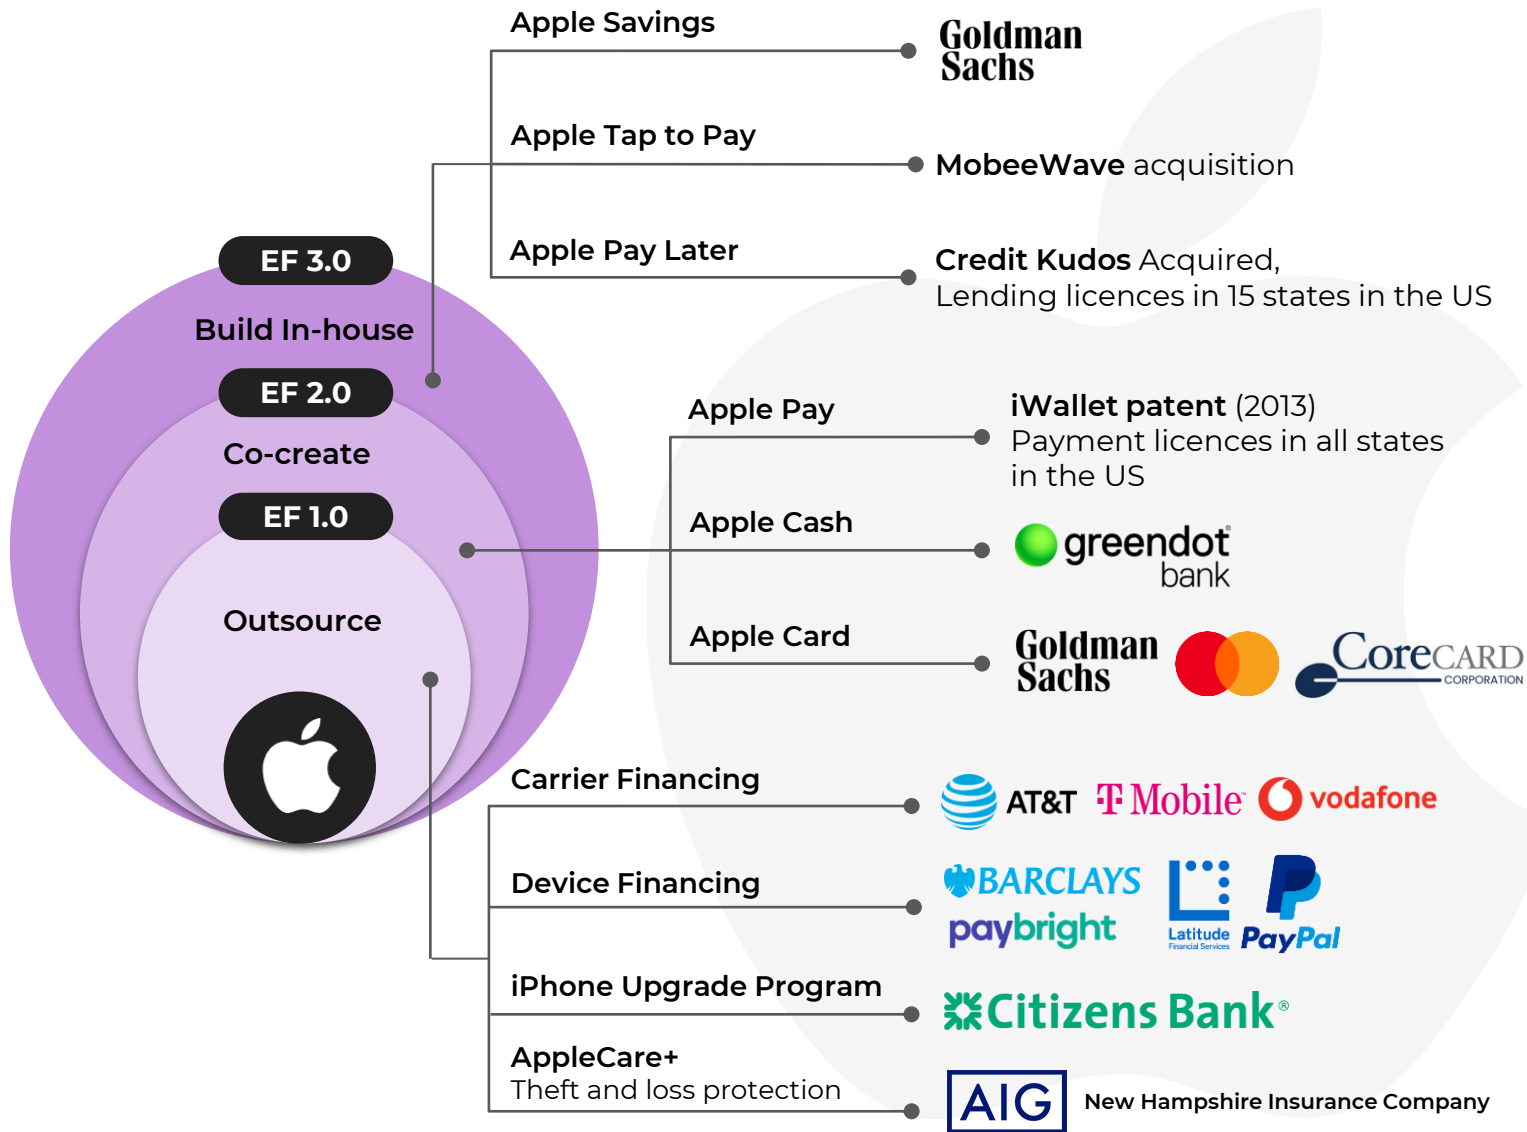 Apple Savings
Goldman
Sachs
Apple Tap to Pay
MobeeWave acquisition
Apple Pay Later
Credit Kudos Acquired,
Lending licences in 15 states in the US
EF 3.0
Build In-house
EF 2.0
Co-create
EF 1.0
Outsource
Apple Pay
iWallet patent (2013)
Payment licences in all states
in the US
Apple Cash
greendot®
bank
Apple Card
Goldman
Sachs
CoreCARD
CORPORATION
Carrier Financing
AT&T
T Mobile™
vodafone
Device Financing
BARCLAYS
paybright
Latitude
Financial Services
PayPal
iPhone Upgrade Program
Citizens Bank®
AppleCare+
Theft and loss protection
AIG
New Hampshire Insurance Company